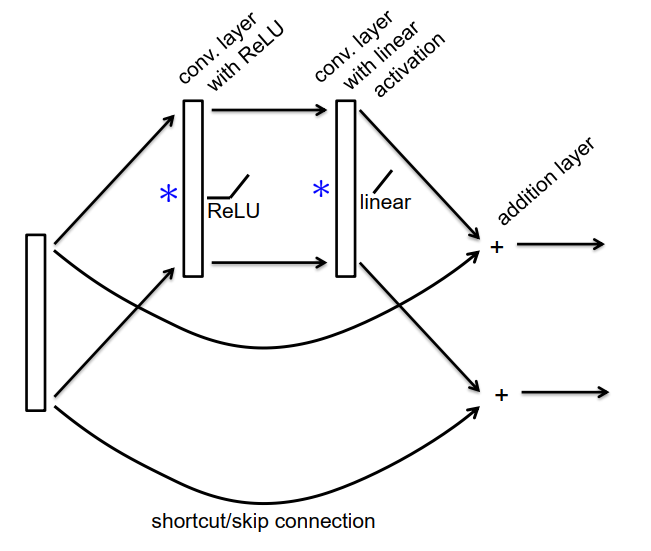 conv. layer
with ReLU
conv. layer
with linear
activation
*
ReLU
*
linear
addition layer
+
+
shortcut/skip connection